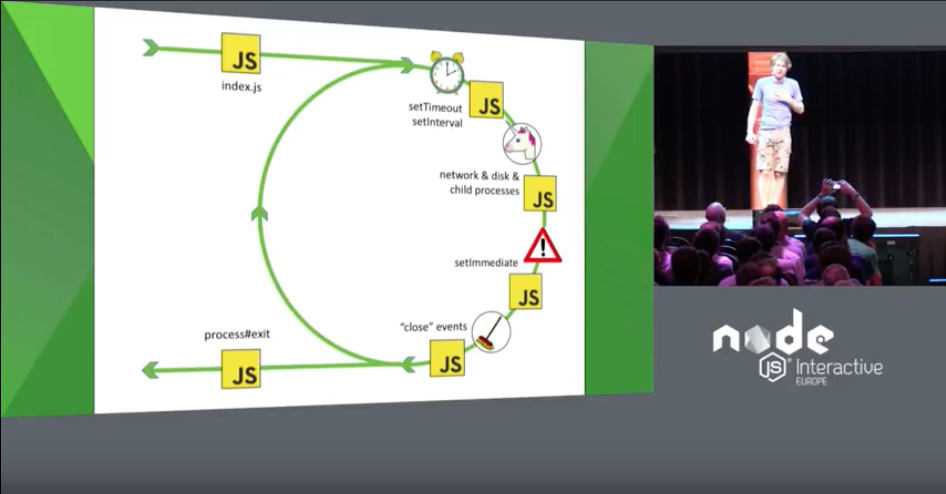 JS
index.js
setTimeout
setInterval
JS
network & disk &
child processes
JS
setImmediate
JS
"close" events
JS
process#exit
JS
node
JS® Interactive
EUROPE